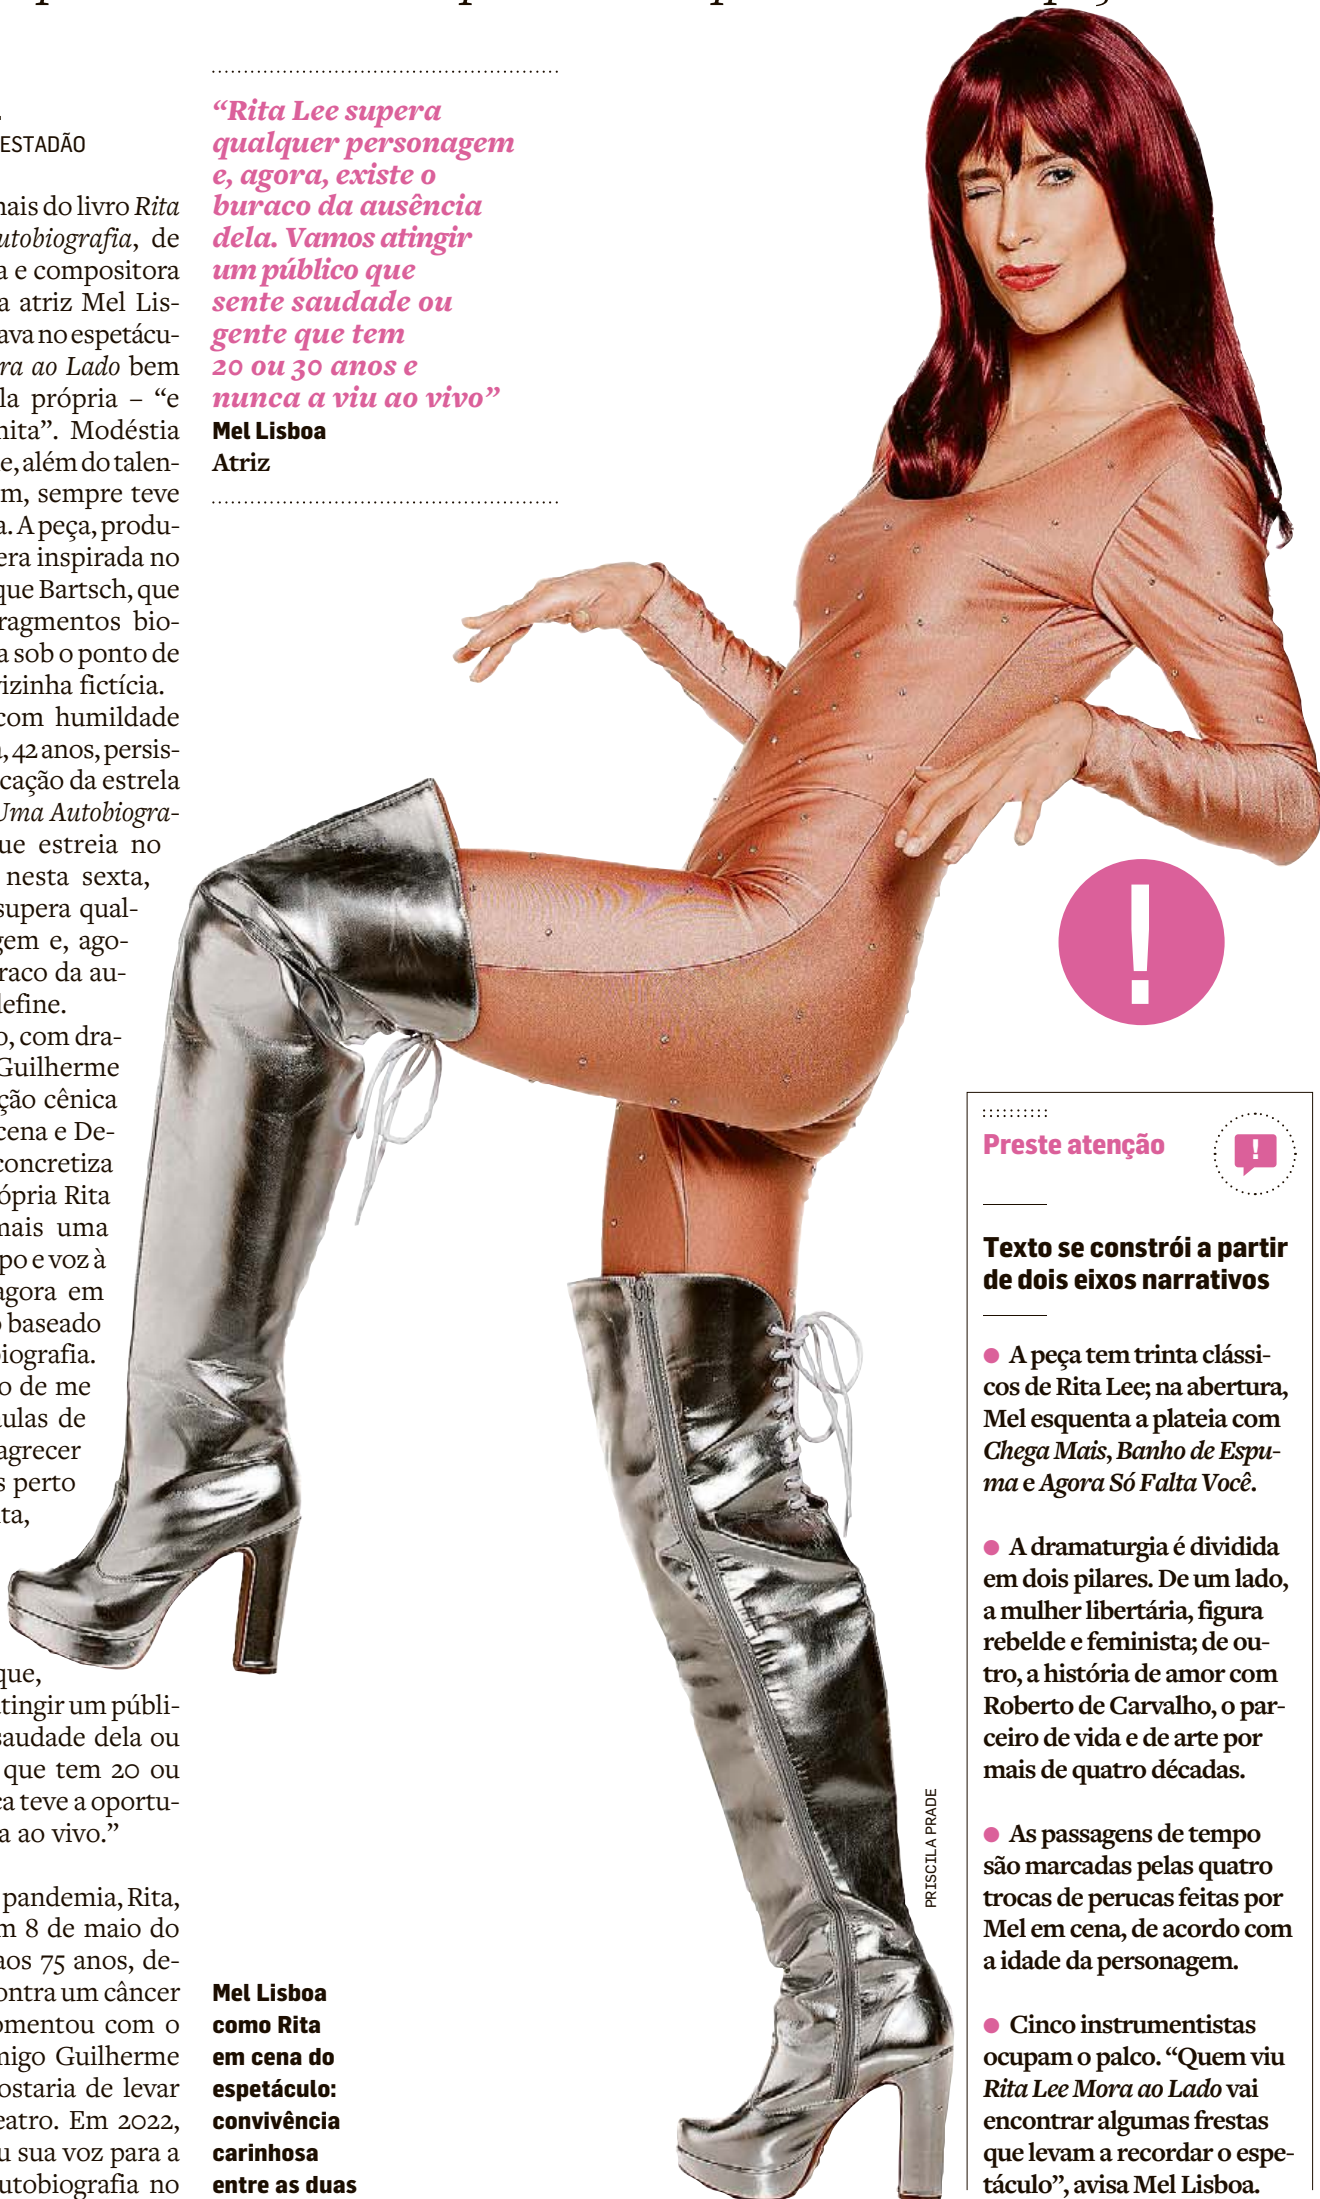 ESTADÃO
mais do livro Rita
utobiografia, de
a e compositora
a atriz Mel Lis-
ava no espetácu-
ra ao Lado bem
la própria – “e
nita”. Modéstia
e, além do talen-
m, sempre teve
a. A peça, produ-
era inspirada no
que Bartsch, que
ragmentos bio-
a sob o ponto de
vizinha fictícia.
com humildade
a, 42 anos, persis-
cação da estrela
Uma Autobiogra-
ue estreia no
nesta sexta,
supera qual-
gem e, ago-
raco da au-
define.
o, com dra-
Guilherme
ção cênica
cena e De-
concretiza
ópria Rita
mais uma
po e voz à
agora em
o baseado
biografia.
o de me
ulas de
agrecer
s perto
ta,
que,
tingir um públi-
saudade dela ou
que tem 20 ou
ca teve a oportu-
a ao vivo.”
pandemia, Rita,
m 8 de maio do
aos 75 anos, de-
ontra um câncer
omentou com o
migo Guilherme
ostaria de levar
eatro. Em 2022,
u sua voz para a
utobiografia no
“Rita Lee supera
qualquer personagem
e, agora, existe o
buraco da ausência
dela. Vamos atingir
um público que
sente saudade ou
gente que tem
20 ou 30 anos e
nunca a viu ao vivo”
Mel Lisboa
Atriz
Mel Lisboa
como Rita
em cena do
espetáculo:
convivência
carinhosa
entre as duas
PRISCILA PRADE
!
Preste atenção
!
Texto se constrói a partir
de dois eixos narrativos
● A peça tem trinta clássi-
cos de Rita Lee; na abertura,
Mel esquenta a plateia com
Chega Mais, Banho de Espu-
ma e Agora Só Falta Você.
● A dramaturgia é dividida
em dois pilares. De um lado,
a mulher libertária, figura
rebelde e feminista; de ou-
tro, a história de amor com
Roberto de Carvalho, o par-
ceiro de vida e de arte por
mais de quatro décadas.
● As passagens de tempo
são marcadas pelas quatro
trocas de perucas feitas por
Mel em cena, de acordo com
a idade da personagem.
● Cinco instrumentistas
ocupam o palco. “Quem viu
Rita Lee Mora ao Lado vai
encontrar algumas frestas
que levam a recordar o espe-
táculo”, avisa Mel Lisboa.